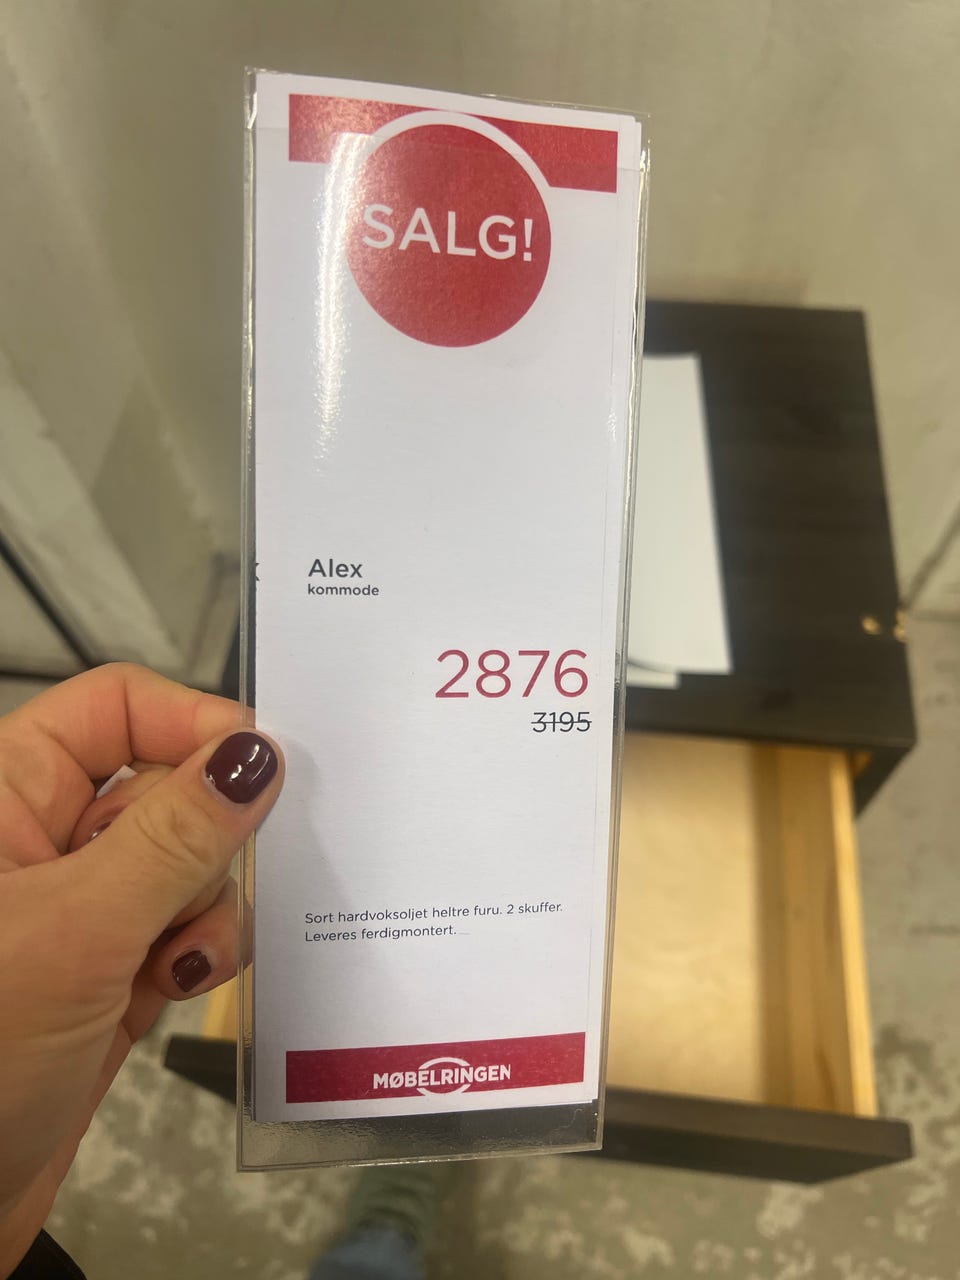 SALG!
Alex
kommode
2876
3195
Sort hardvoksoljet heltre furu. 2 skuffer.
Leveres ferdigmontert.
MØBELRINGEN